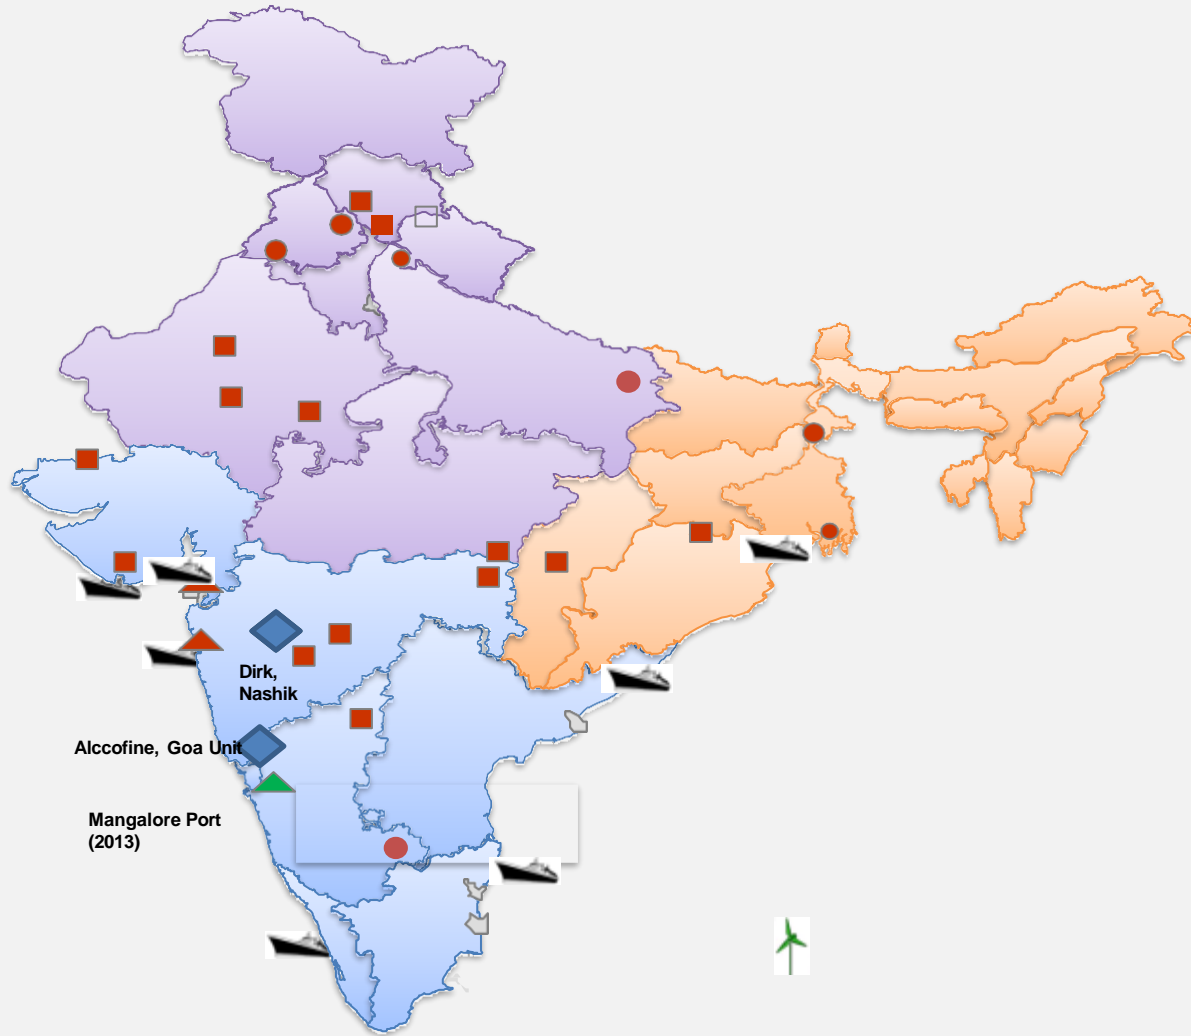 Dirk,
Nashik
Alccofine, Goa Unit
Mangalore Port
(2013)